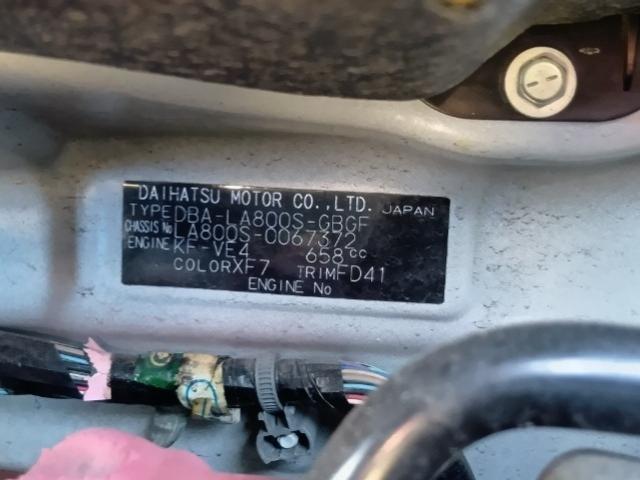 DAIHATSU MOTOR CO.,LTD. JAPAN
TYPE DBA-LA800S-GBGF
CHASSIS No LA800S-0067372
ENGINE KF-VE4 658cc
COLOR XF7 TRIM FD41
ENGINE No